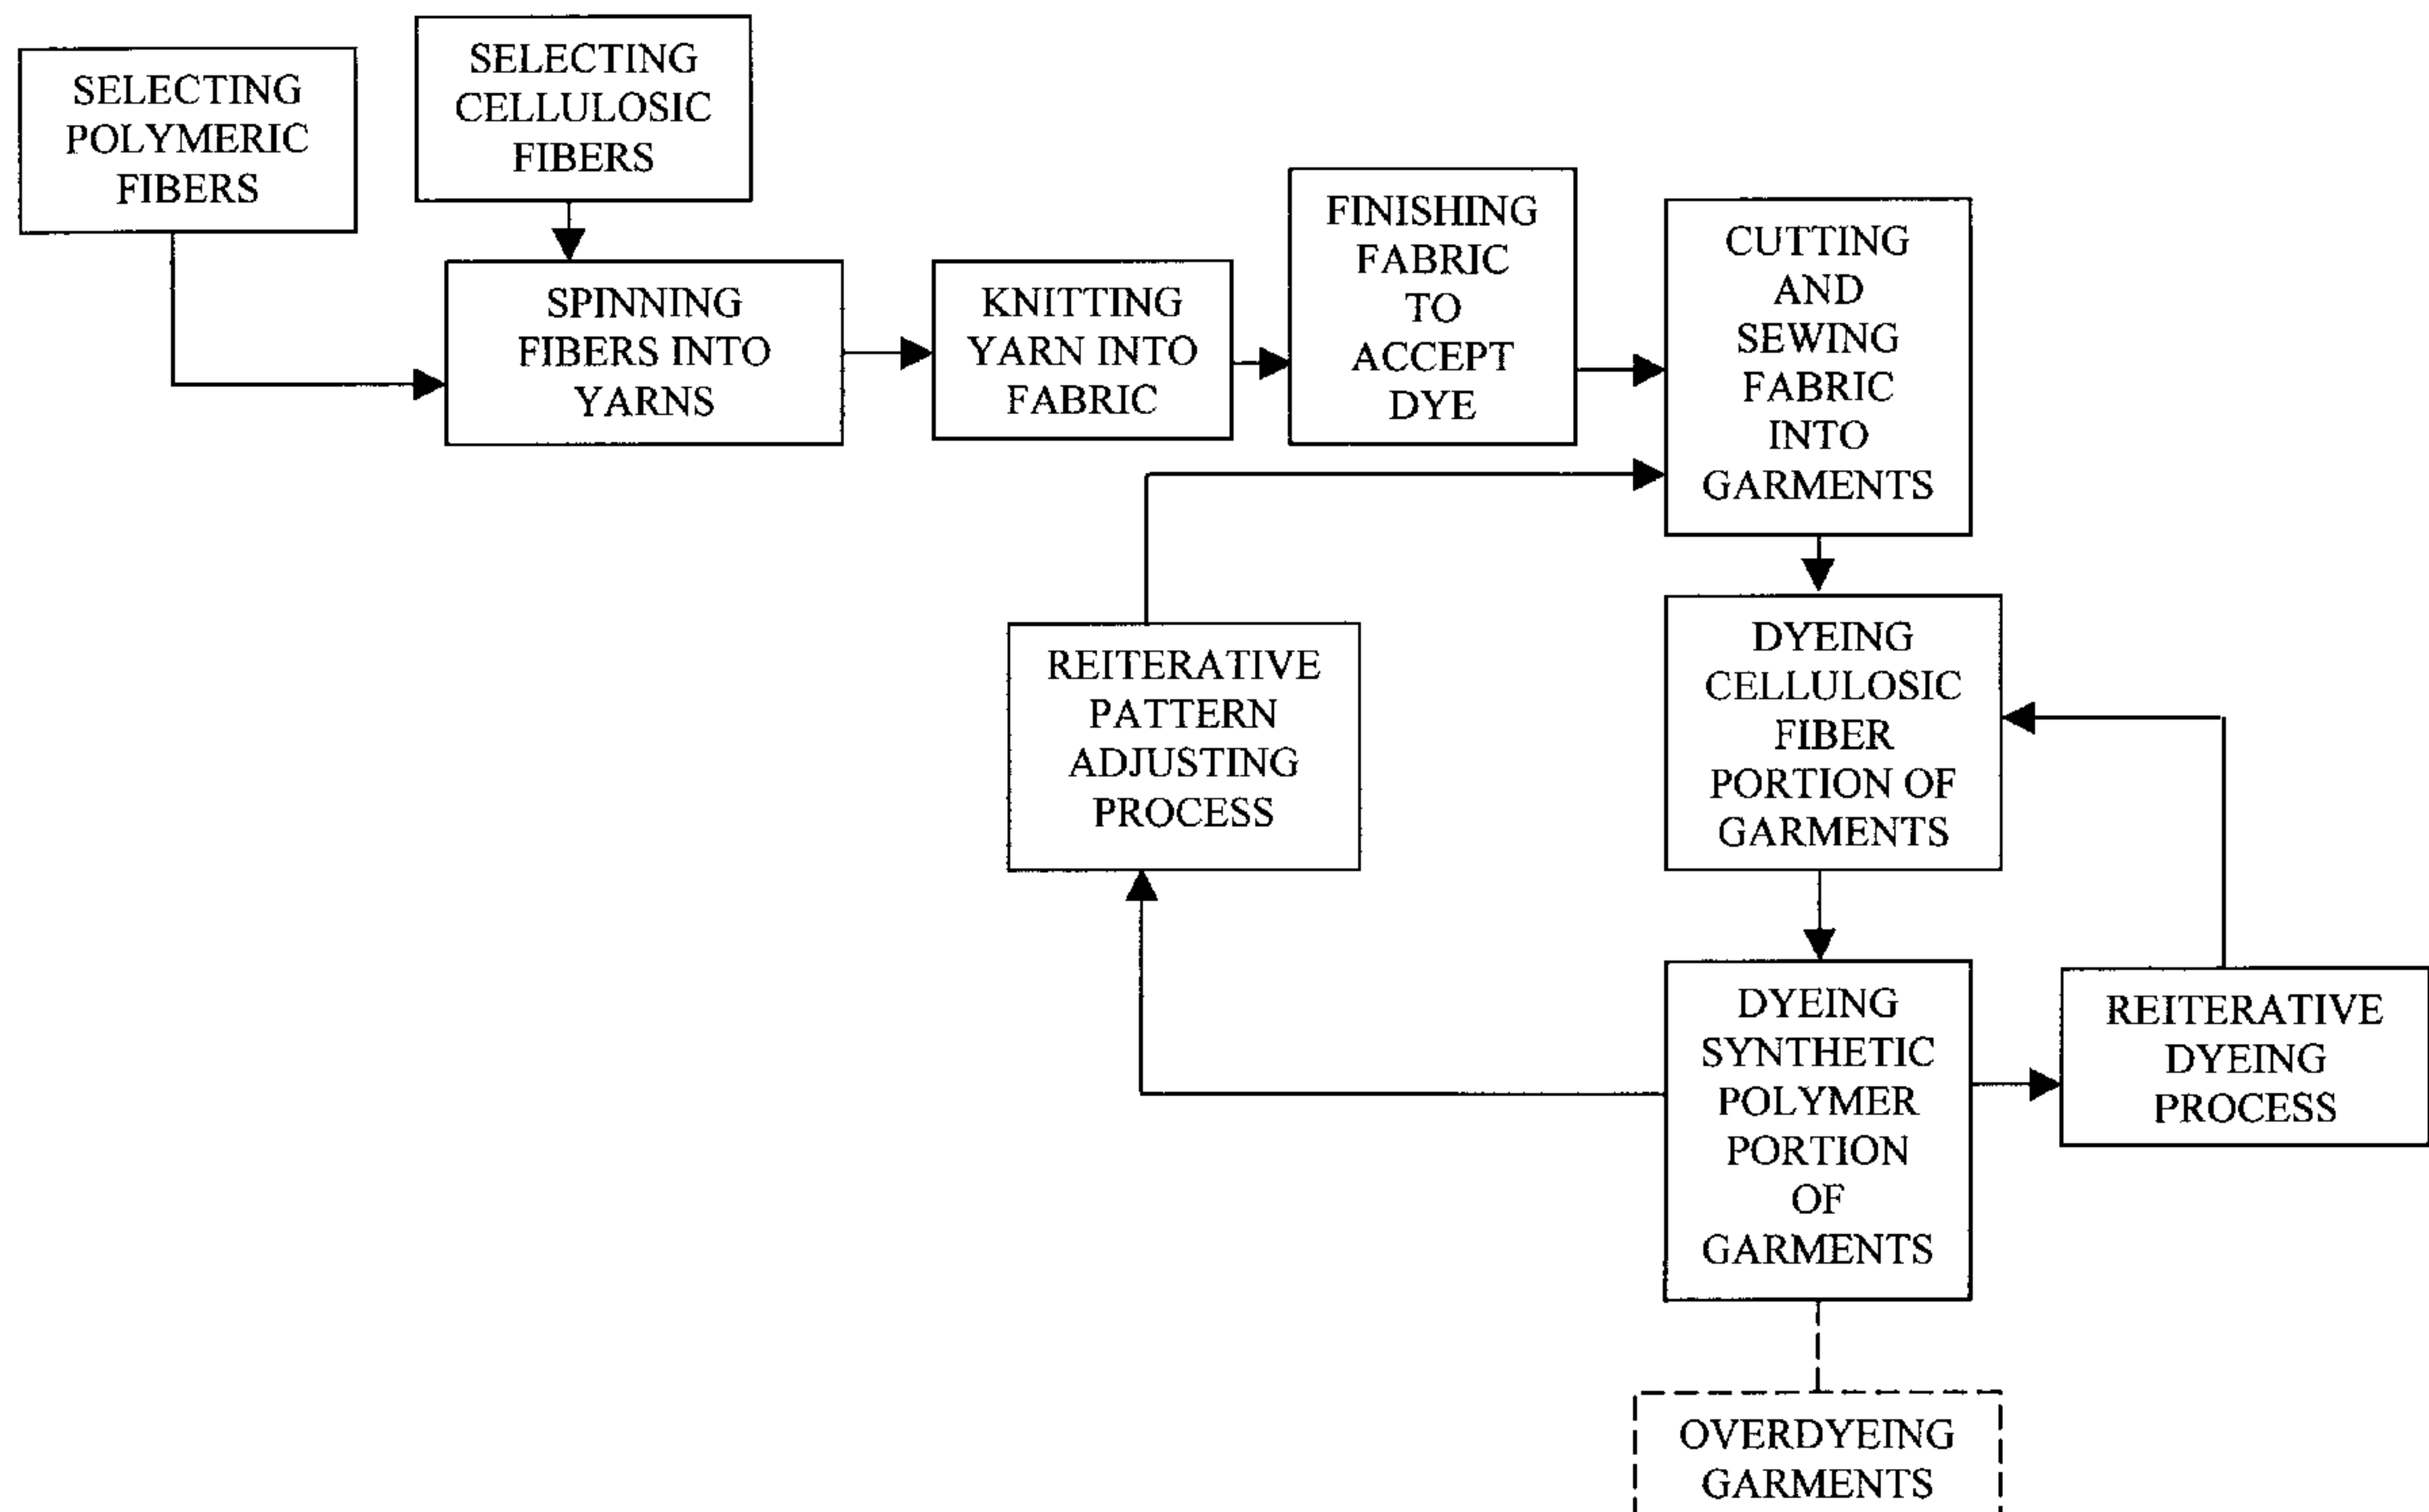 SELECTING
POLYMERIC
FIBERS
SELECTING
CELLULOSIC
FIBERS
SPINNING
FIBERS INTO
YARNS
KNITTING
YARN INTO
FABRIC
FINISHING
FABRIC
TO
ACCEPT
DYE
CUTTING
AND
SEWING
FABRIC
INTO
GARMENTS
REITERATIVE
PATTERN
ADJUSTING
PROCESS
DYEING
CELLULOSIC
FIBER
PORTION OF
GARMENTS
DYEING
SYNTHETIC
POLYMER
PORTION
OF
GARMENTS
REITERATIVE
DYEING
PROCESS
OVERDYEING
GARMENTS